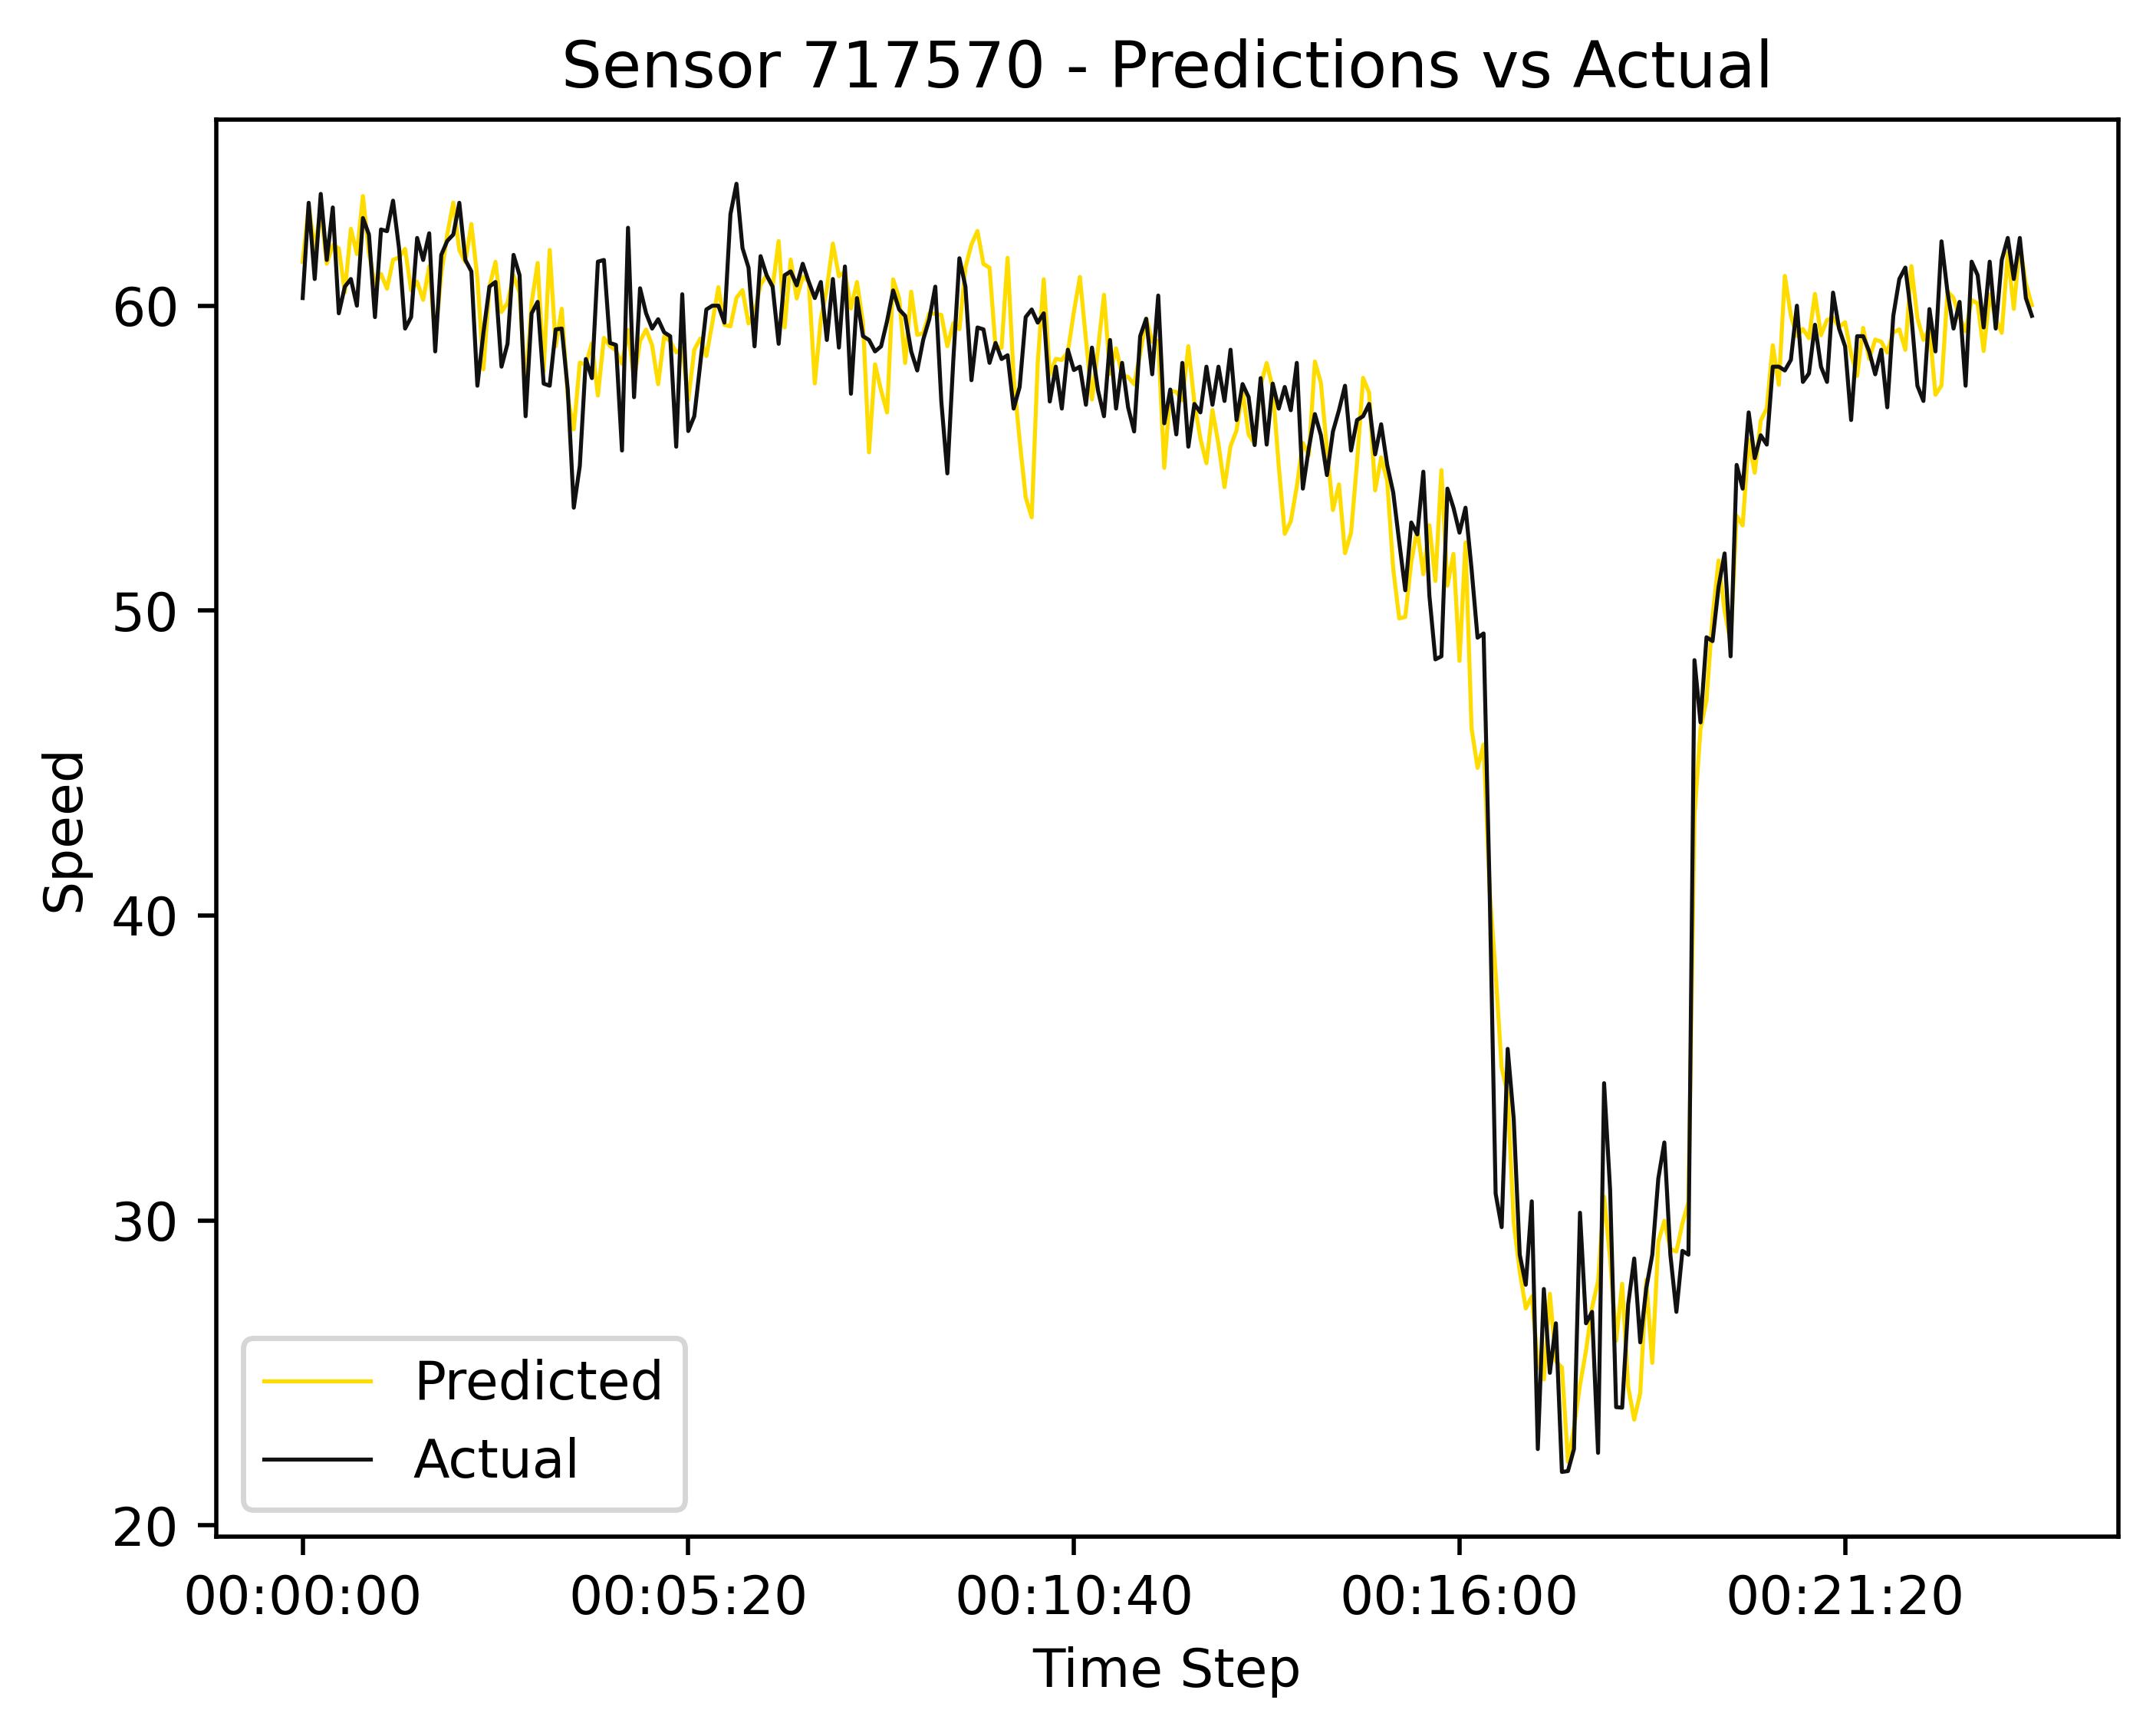 Sensor 717570 - Predictions vs Actual
60
50
40
30
20
Speed
Predicted
Actual
00:00:00 00:05:20 00:10:40 00:16:00 00:21:20
Time Step